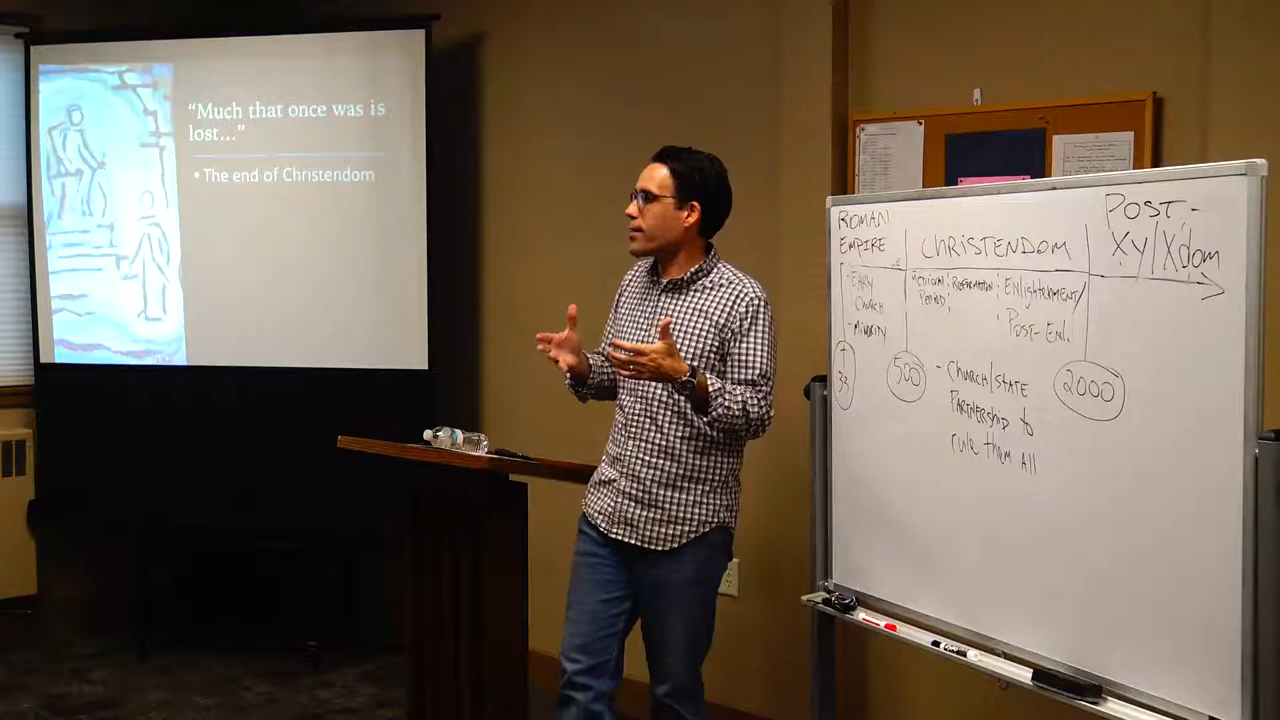 “Much that once was is
lost…”
• The end of Christendom
ROMAN
EMPIRE
CHRISTENDOM
POST-
Xy/Xdom
- EARLY
CHURCH
- MINORITY
MEDIEVAL
PERIOD
REFORMATION
ENLIGHTENMENT/
POST-EN.
33
500
2000
- CHURCH/STATE
PARTNERSHIP to
rule them All